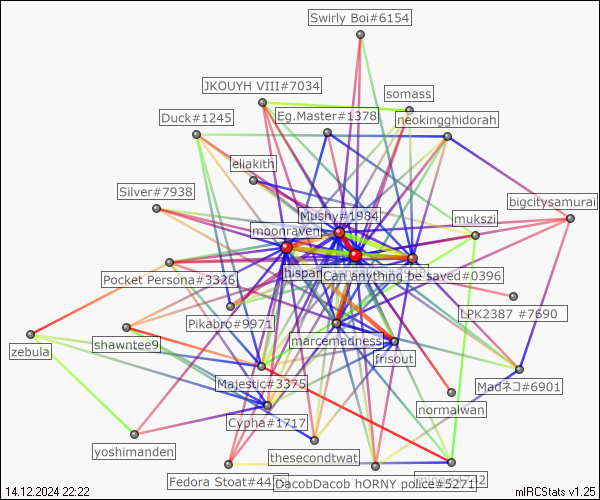 Swirly Boi#6154
JKOUYH VIII#7034
somass
Duck#1245
Eg.Master#1378
neokingghidorah
eliakith
Silver#7938
bigcitysamurai
Mushy#1984
mukszi
moonraven
hispar
Can anything be saved#0396
Pocket Persona#3326
LPK2387 #7690
Pikabro#9971
marcemadness
zebula
shawntee9
frisout
Majestic#3375
Madネコ#6901
normalwan
Cypha#1717
yoshimanden
thesecondtwat
Fedora Stoat#44
DacobDacob hORNY police#5271
14.12.2024 22:22
mIRCStats v1.25